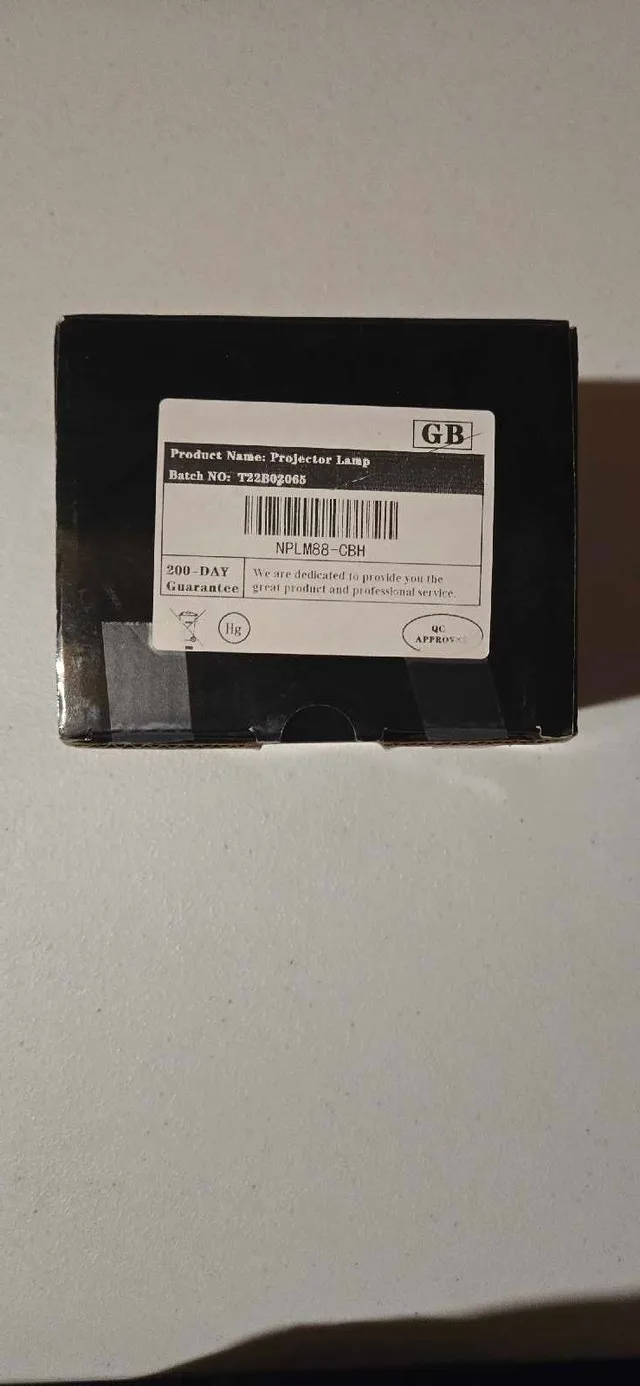 GB
Product Name: Projector Lamp
Batch NO: T22B02065
NPLM88-CBH
200-DAY
Guarantee
We are dedicated to provide you the
great product and professional service.
Hg
QC
APPROVED